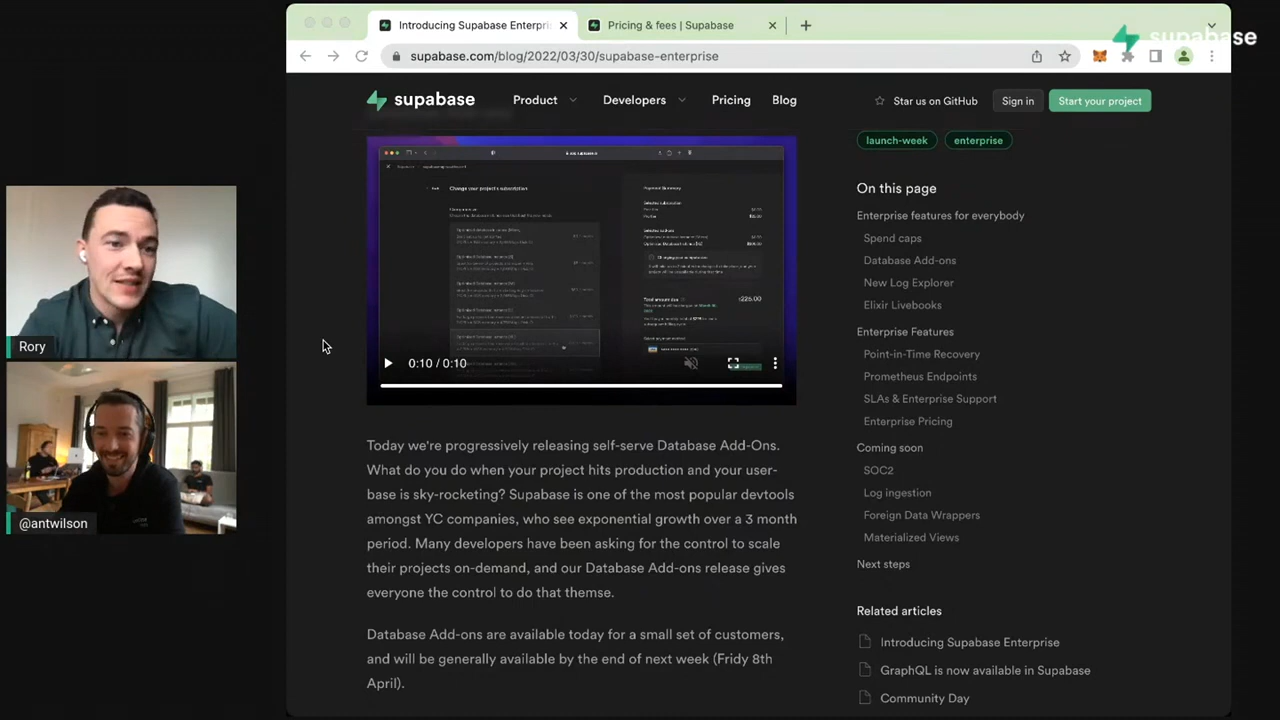 Introducing Supabase Enterpri
Pricing & fees | Supabase
supabase
supabase.com/blog/2022/03/30/supabase-enterprise
supabase
Product
Developers
Pricing
Blog
Star us on GitHub
Sign in
Start your project
launch-week
enterprise
Change your project's subscription
Payment Summary
0:10 / 0:10
On this page
Enterprise features for everybody
Spend caps
Database Add-ons
New Log Explorer
Elixir Livebooks
Enterprise Features
Point-in-Time Recovery
Prometheus Endpoints
SLAs & Enterprise Support
Enterprise Pricing
Coming soon
SOC2
Log ingestion
Foreign Data Wrappers
Materialized Views
Next steps
Related articles
Introducing Supabase Enterprise
GraphQL is now available in Supabase
Community Day
Today we're progressively releasing self-serve Database Add-Ons.
What do you do when your project hits production and your user-
base is sky-rocketing? Supabase is one of the most popular devtools
amongst YC companies, who see exponential growth over a 3 month
period. Many developers have been asking for the control to scale
their projects on-demand, and our Database Add-ons release gives
everyone the control to do that themse.
Database Add-ons are available today for a small set of customers,
and will be generally available by the end of next week (Fridy 8th
April).
Rory
@antwilson